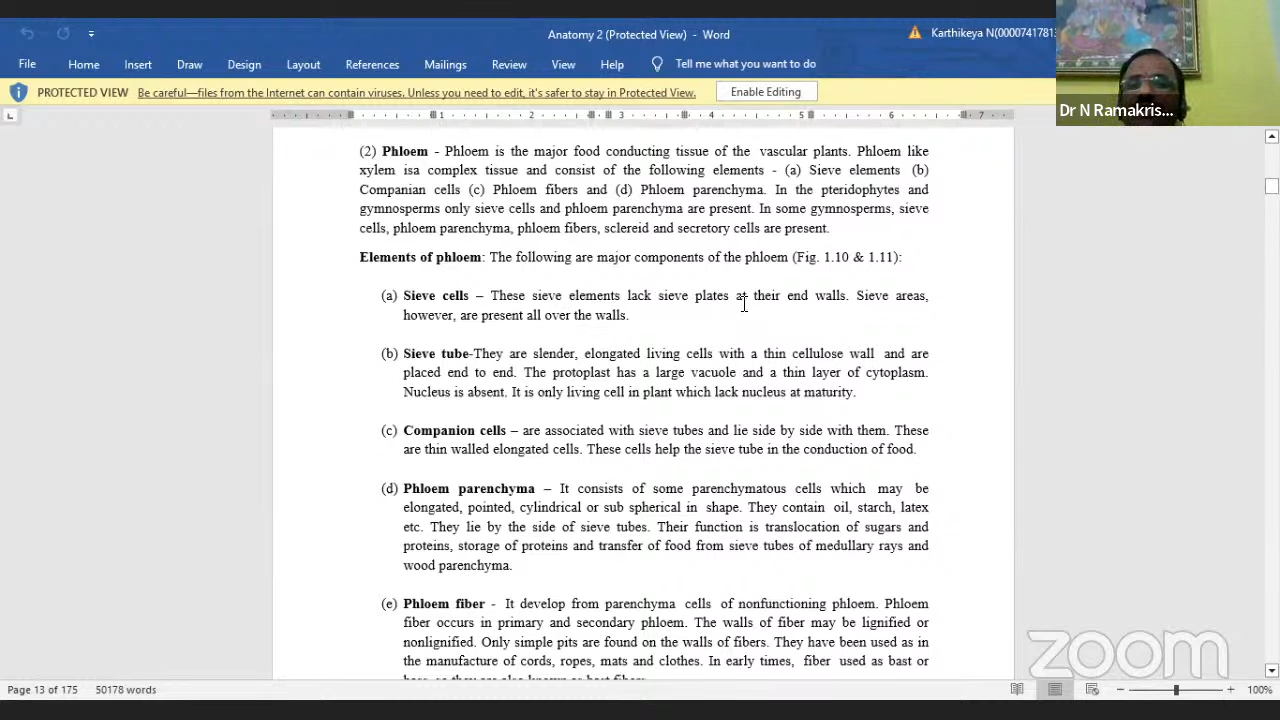 Anatomy 2 (Protected View) - Word
Karthikeya N(0000741781
File Home Insert Draw Design Layout References Mailings Review View Help Tell me what you want to do
PROTECTED VIEW Be careful—files from the Internet can contain viruses. Unless you need to edit, it's safer to stay in Protected View. Enable Editing
Dr N Ramakris...
1 2 3 4 5 6 7
(2) Phloem - Phloem is the major food conducting tissue of the vascular plants. Phloem like
xylem isa complex tissue and consist of the following elements - (a) Sieve elements (b)
Companian cells (c) Phloem fibers and (d) Phloem parenchyma. In the pteridophytes and
gymnosperms only sieve cells and phloem parenchyma are present. In some gymnosperms, sieve
cells, phloem parenchyma, phloem fibers, sclereid and secretory cells are present.
Elements of phloem: The following are major components of the phloem (Fig. 1.10 & 1.11):
(a) Sieve cells – These sieve elements lack sieve plates at their end walls. Sieve areas,
however, are present all over the walls.
(b) Sieve tube-They are slender, elongated living cells with a thin cellulose wall and are
placed end to end. The protoplast has a large vacuole and a thin layer of cytoplasm.
Nucleus is absent. It is only living cell in plant which lack nucleus at maturity.
(c) Companion cells – are associated with sieve tubes and lie side by side with them. These
are thin walled elongated cells. These cells help the sieve tube in the conduction of food.
(d) Phloem parenchyma – It consists of some parenchymatous cells which may be
elongated, pointed, cylindrical or sub spherical in shape. They contain oil, starch, latex
etc. They lie by the side of sieve tubes. Their function is translocation of sugars and
proteins, storage of proteins and transfer of food from sieve tubes of medullary rays and
wood parenchyma.
(e) Phloem fiber - It develop from parenchyma cells of nonfunctioning phloem. Phloem
fiber occurs in primary and secondary phloem. The walls of fiber may be lignified or
nonlignified. Only simple pits are found on the walls of fibers. They have been used as in
the manufacture of cords, ropes, mats and clothes. In early times, fiber used as bast or
zoom
Page 13 of 175 50178 words
100%